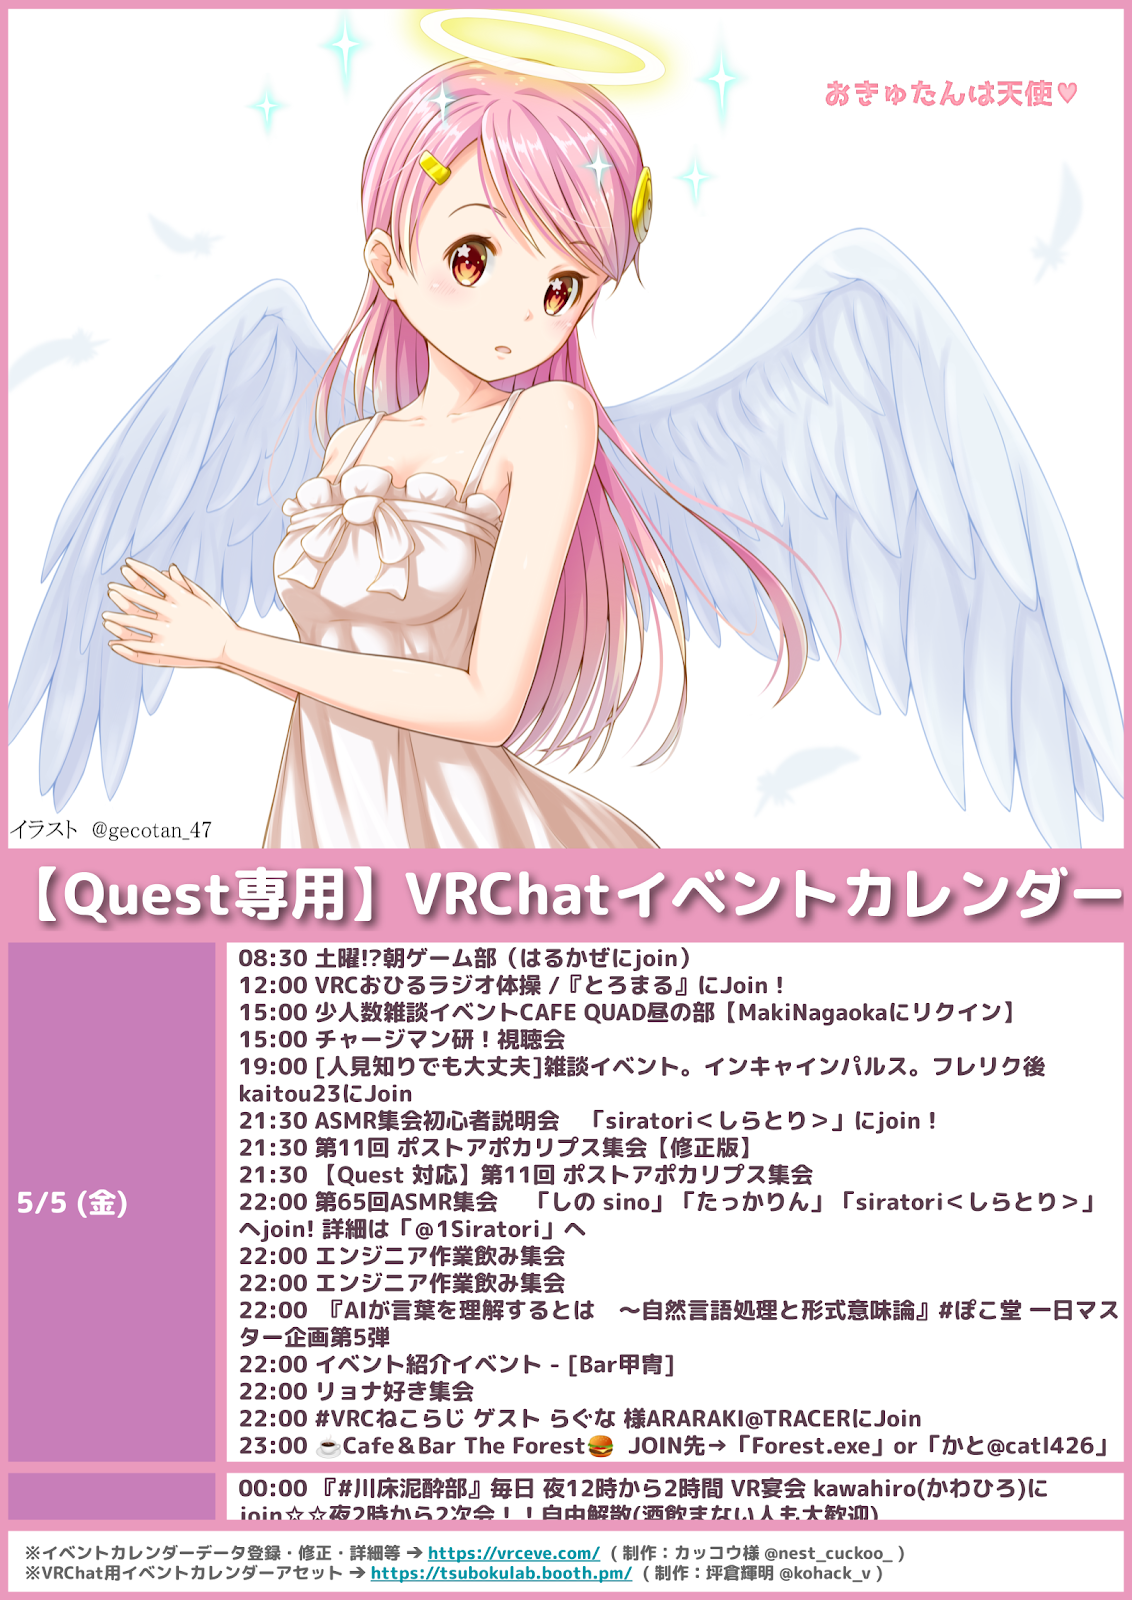 おきゅたんは天使♥
イラスト @gecotan_47
【Quest専用】VRChatイベントカレンダー
5/5 (金)
08:30 土曜!?朝ゲーム部（はるかぜにjoin）
12:00 VRCおひるラジオ体操 /『とろまる』にJoin！
15:00 少人数雑談イベントCAFE QUAD昼の部【MakiNagaokaにリクイン】
15:00 チャージマン研！視聴会
19:00 [人見知りでも大丈夫]雑談イベント。インキャインパルス。フレリク後
kaitou23にJoin
21:30 ASMR集会初心者説明会　「siratori＜しらとり＞」にjoin！
21:30 第11回 ポストアポカリプス集会【修正版】
21:30 【Quest 対応】第11回 ポストアポカリプス集会
22:00 第65回ASMR集会　「しの sino」「たっかりん」「siratori＜しらとり＞」
へjoin! 詳細は「@1Siratori」へ
22:00 エンジニア作業飲み集会
22:00 エンジニア作業飲み集会
22:00 『AIが言葉を理解するとは　～自然言語処理と形式意味論』#ぽこ堂 一日マス
ター企画第5弾
22:00 イベント紹介イベント - [Bar甲冑]
22:00 リョナ好き集会
22:00 #VRCねこらじ ゲスト らぐな 様ARARAKI@TRACERにJoin
23:00 ☕Cafe＆Bar The Forest🍔 JOIN先→「Forest.exe」or「かと@catl426」
00:00 『#川床泥酔部』毎日 夜12時から2時間 VR宴会 kawahiro(かわひろ)に
join☆☆夜2時から2次会！！自由解散(酒飲まない人も大歓迎)
※イベントカレンダーデータ登録・修正・詳細等 ➔ https://vrceve.com/ （制作：カッコウ様 @nest_cuckoo_ ）
※VRChat用イベントカレンダーアセット ➔ https://tsubokulab.booth.pm/ （制作：坪倉輝明 @kohack_v ）